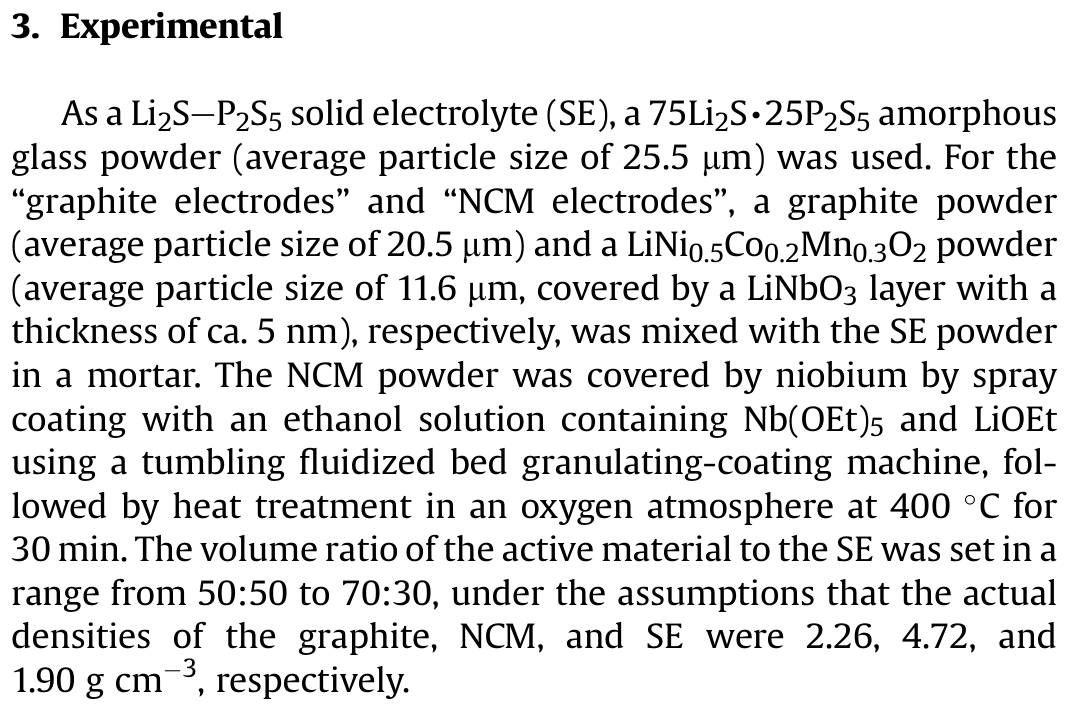 3. Experimental
As a Li₂S–P₂S₅ solid electrolyte (SE), a 75Li₂S·25P₂S₅ amorphous
glass powder (average particle size of 25.5 μm) was used. For the
“graphite electrodes” and “NCM electrodes”, a graphite powder
(average particle size of 20.5 μm) and a LiNi₀.₅Co₀.₂Mn₀.₃O₂ powder
(average particle size of 11.6 μm, covered by a LiNbO₃ layer with a
thickness of ca. 5 nm), respectively, was mixed with the SE powder
in a mortar. The NCM powder was covered by niobium by spray
coating with an ethanol solution containing Nb(OEt)₅ and LiOEt
using a tumbling fluidized bed granulating-coating machine, fol-
lowed by heat treatment in an oxygen atmosphere at 400 °C for
30 min. The volume ratio of the active material to the SE was set in a
range from 50:50 to 70:30, under the assumptions that the actual
densities of the graphite, NCM, and SE were 2.26, 4.72, and
1.90 g cm⁻³, respectively.